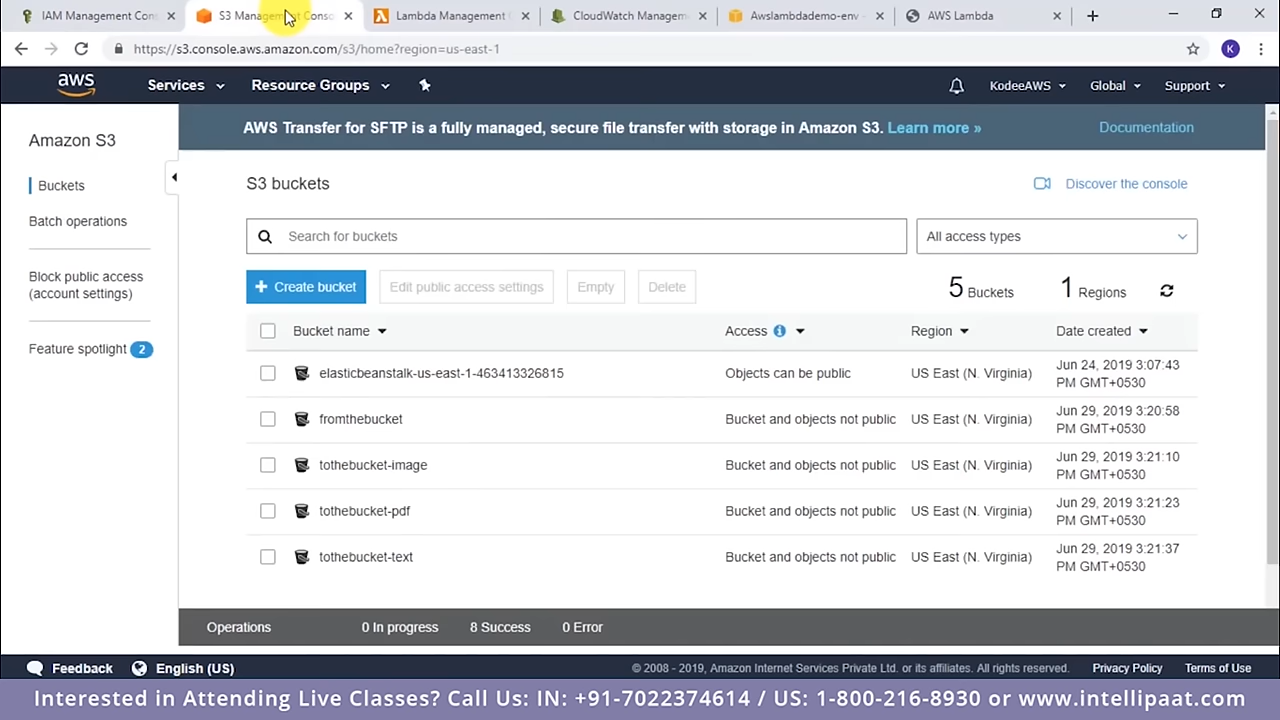 IAM Management Con
S3 Management Conso
Lambda Management
CloudWatch Managem
Awslambdademo-env -
AWS Lambda
https://s3.console.aws.amazon.com/s3/home?region=us-east-1
K
aws
Services
Resource Groups
KodeeAWS
Global
Support
Amazon S3
Buckets
Batch operations
Block public access
(account settings)
Feature spotlight 2
AWS Transfer for SFTP is a fully managed, secure file transfer with storage in Amazon S3. Learn more »
Documentation
S3 buckets
Discover the console
Search for buckets
All access types
+ Create bucket
Edit public access settings
Empty
Delete
5 Buckets
1 Regions
Bucket name
Access
Region
Date created
elasticbeanstalk-us-east-1-463413326815
Objects can be public
US East (N. Virginia)
Jun 24, 2019 3:07:43
PM GMT+0530
fromthebucket
Bucket and objects not public
US East (N. Virginia)
Jun 29, 2019 3:20:58
PM GMT+0530
tothebucket-image
Bucket and objects not public
US East (N. Virginia)
Jun 29, 2019 3:21:10
PM GMT+0530
tothebucket-pdf
Bucket and objects not public
US East (N. Virginia)
Jun 29, 2019 3:21:23
PM GMT+0530
tothebucket-text
Bucket and objects not public
US East (N. Virginia)
Jun 29, 2019 3:21:37
PM GMT+0530
Operations
0 In progress
8 Success
0 Error
Feedback
English (US)
© 2008 - 2019, Amazon Internet Services Private Ltd. or its affiliates. All rights reserved.
Privacy Policy
Terms of Use
Interested in Attending Live Classes? Call Us: IN: +91-7022374614 / US: 1-800-216-8930 or www.intellipaat.com